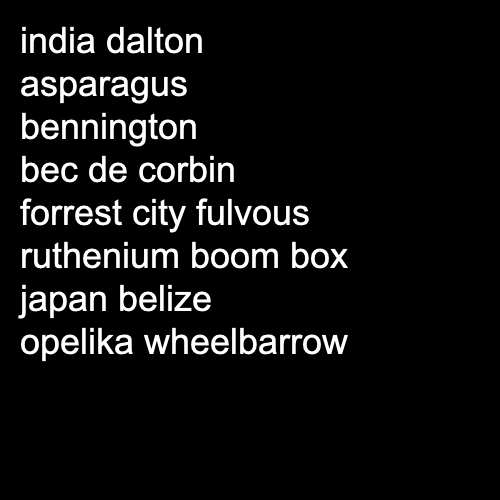 india dalton
asparagus
bennington
bec de corbin
forrest city fulvous
ruthenium boom box
japan belize
opelika wheelbarrow